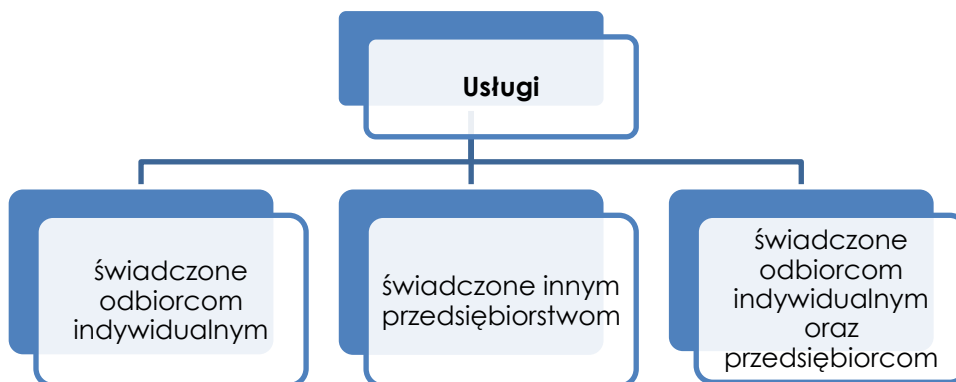 Usługi
świadczone
odbiorcom
indywidualnym
świadczone innym
przedsiębiorstwom
świadczone
odbiorcom
indywidualnym
oraz
przedsiębiorcom